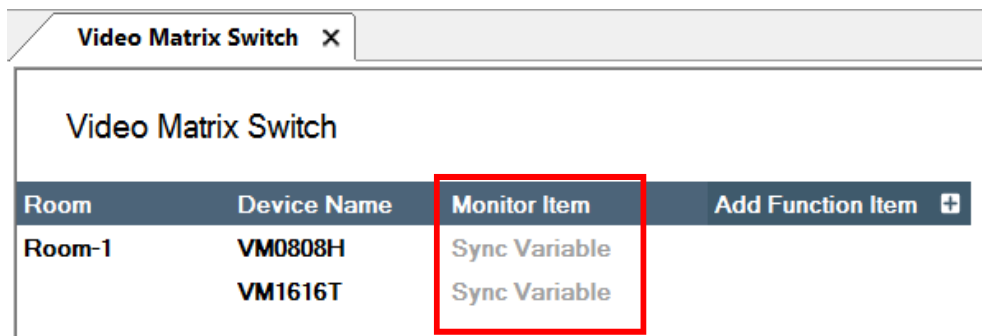 Video Matrix Switch
Video Matrix Switch
Room Device Name Monitor Item Add Function Item
Room-1 VM0808H Sync Variable
VM1616T Sync Variable